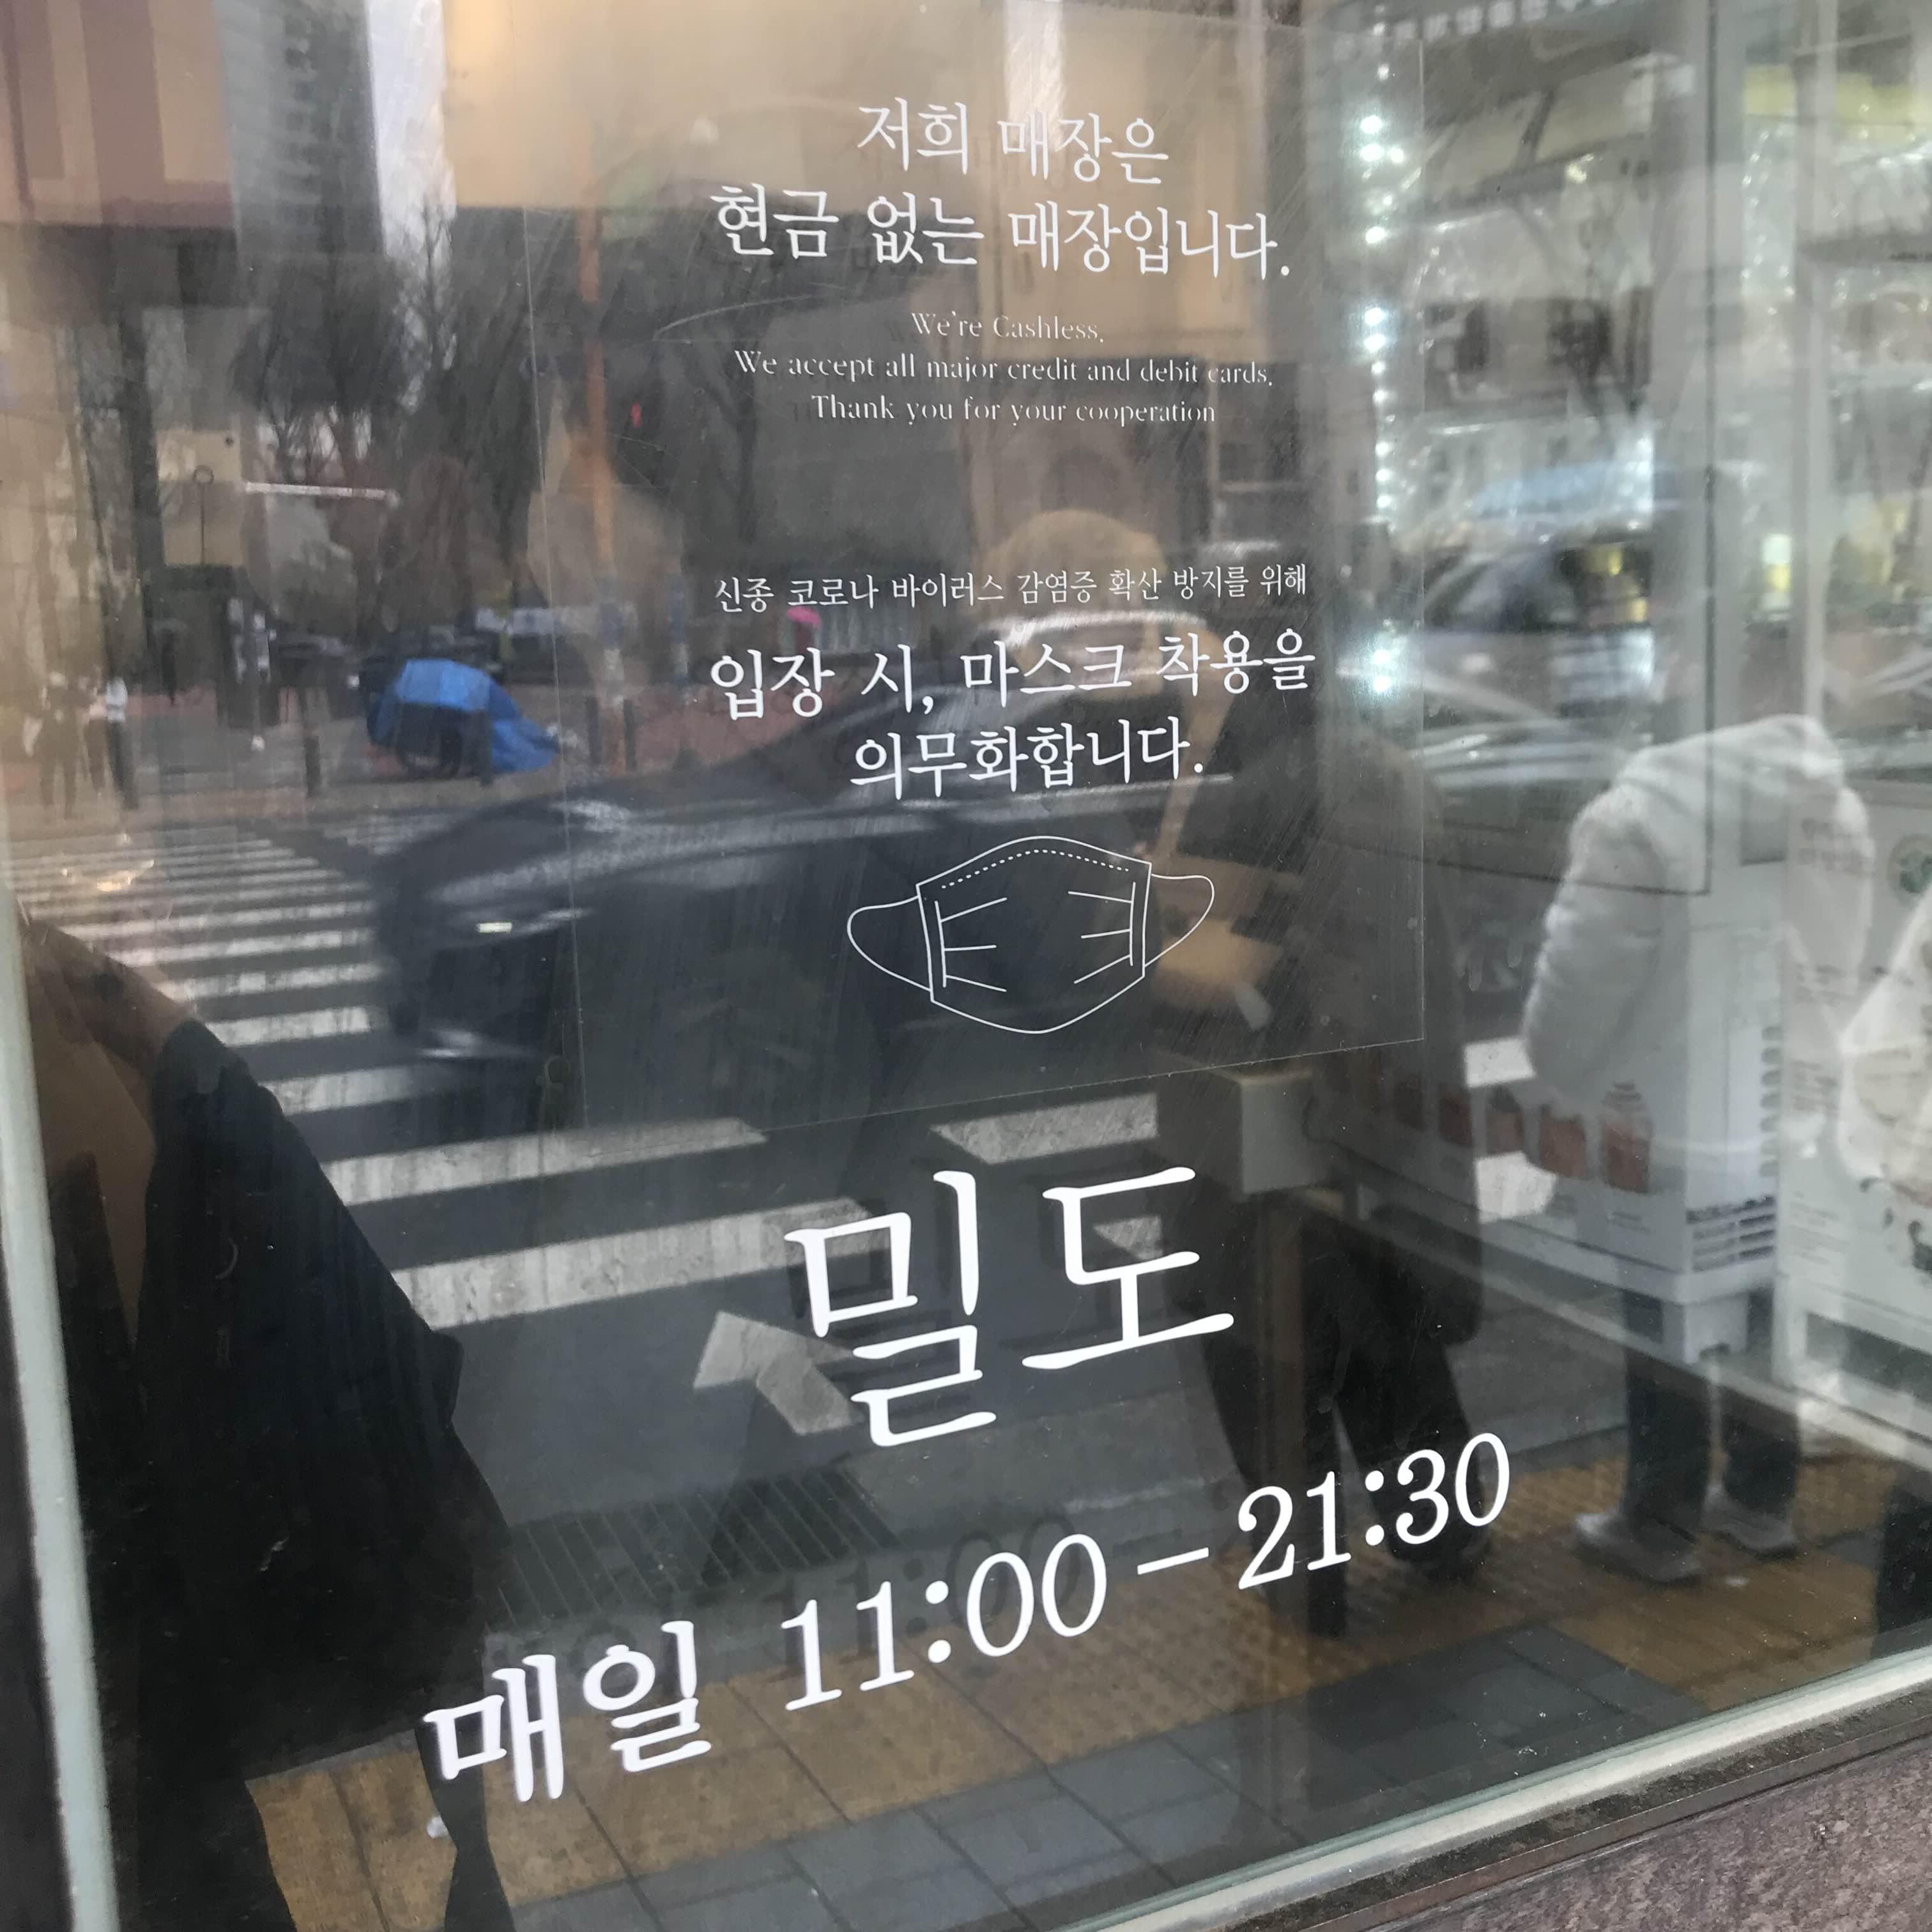 저희 매장은
현금 없는 매장입니다.
We're Cashless.
We accept all major credit and debit cards.
Thank you for your cooperation
신종 코로나 바이러스 감염증 확산 방지를 위해
입장 시, 마스크 착용을
의무화합니다.
밀도
매일 11:00 – 21:30